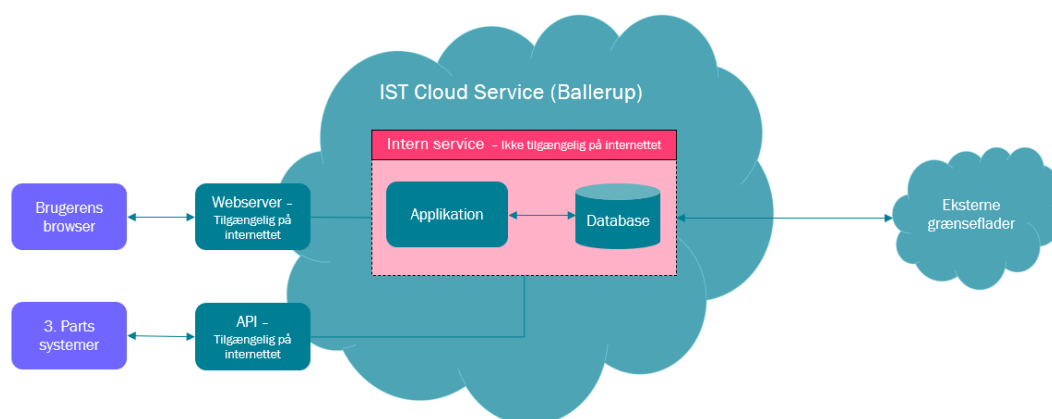 IST Cloud Service (Ballerup)
Intern service – Ikke tilgængelig på internettet
Applikation
Database
Brugerens
browser
Webserver –
Tilgængelig på
internettet
Eksterne
grænseflader
3. Parts
systemer
API –
Tilgængelig på
internettet